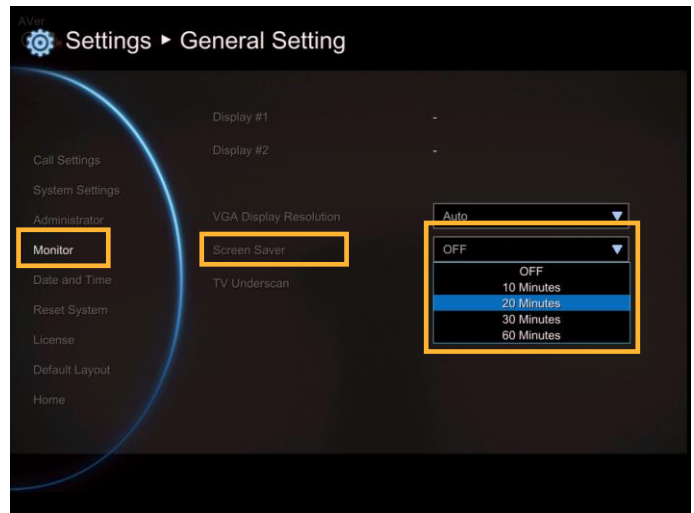 AVer
Settings ► General Setting
Display #1 -
Display #2 -
Call Settings
System Settings
Administrator
VGA Display Resolution Auto ▼
Monitor
Screen Saver OFF ▼
Date and Time
TV Underscan
OFF
10 Minutes
20 Minutes
30 Minutes
60 Minutes
Reset System
License
Default Layout
Home